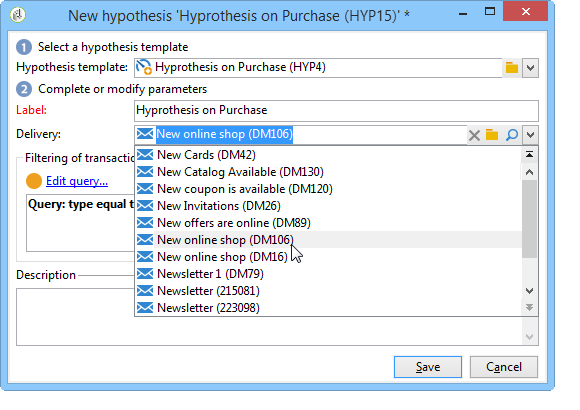 New hypothesis 'Hyprothesis on Purchase (HYP15)' *
1 Select a hypothesis template
Hypothesis template: Hyprothesis on Purchase (HYP4)
2 Complete or modify parameters
Label: Hyprothesis on Purchase
Delivery: New online shop (DM106)
New Cards (DM42)
Filtering of transactio
New Catalog Available (DM130)
Edit query... New coupon is available (DM120)
Query: type equal t New Invitations (DM26)
New offers are online (DM89)
New online shop (DM106)
New online shop (DM16)
Description Newsletter 1 (DM79)
Newsletter (215081)
Newsletter (223098)
Save Cancel